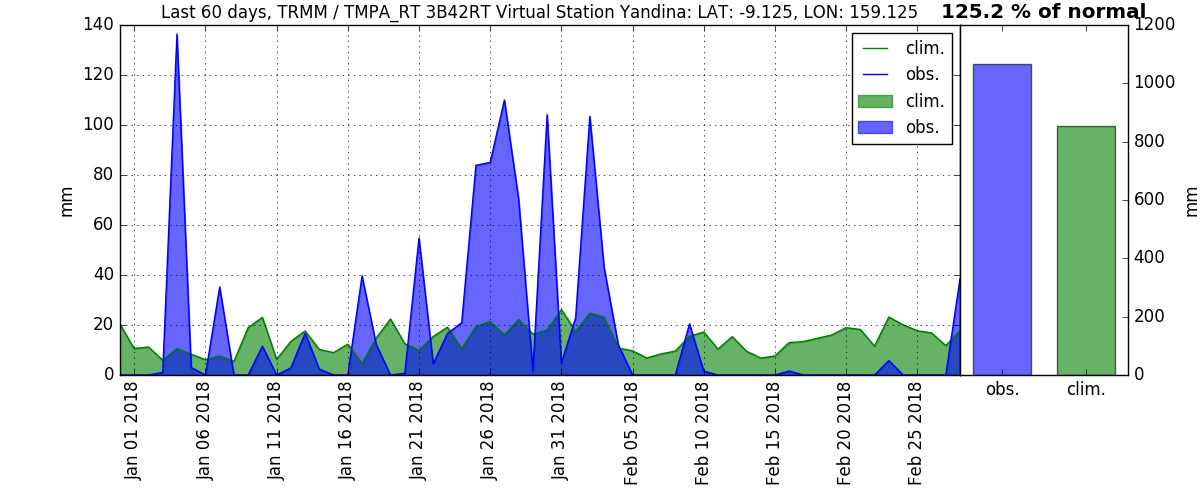 Last 60 days, TRMM / TMPA_RT 3B42RT Virtual Station Yandina: LAT: -9.125, LON: 159.125
125.2 % of normal
140
120
100
80
60
40
20
0
mm
clim.
obs.
clim.
obs.
1200
1000
800
600
400
200
0
mm
obs.
clim.
Jan 01 2018
Jan 06 2018
Jan 11 2018
Jan 16 2018
Jan 21 2018
Jan 26 2018
Jan 31 2018
Feb 05 2018
Feb 10 2018
Feb 15 2018
Feb 20 2018
Feb 25 2018